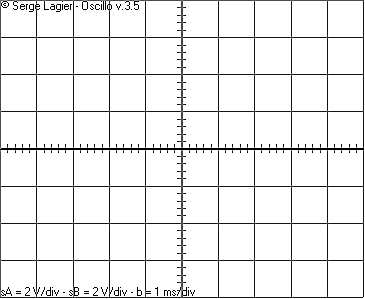 © Serge Lagier - Oscillo v.3.5
sA = 2 V/div - sB = 2 V/div - b = 1 ms/div